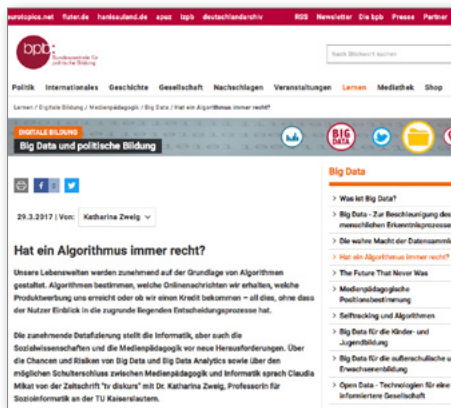 eurotopics.net fluter.de hanisauland.de apuz izpb deutschlandarchiv RSS Newsletter Die bpb Presse Partner
bpb:
Bundeszentrale für
politische Bildung
Nach Stichwort suchen
Politik Internationales Geschichte Gesellschaft Nachschlagen Veranstaltungen Lernen Mediathek Shop
Lernen / Digitale Bildung / Medienpädagogik / Big Data / Hat ein Algorithmus immer recht?
DIGITALE BILDUNG
Big Data und politische Bildung
BIG
DATA
29.3.2017 | Von: Katharina Zweig
Hat ein Algorithmus immer recht?
Unsere Lebenswelten werden zunehmend auf der Grundlage von Algorithmen
gestaltet. Algorithmen bestimmen, welche Onlinenachrichten wir erhalten, welche
Produktwerbung uns erreicht oder ob wir einen Kredit bekommen – all dies, ohne dass
der Nutzer Einblick in die zugrunde liegenden Entscheidungsprozesse hat.
Die zunehmende Datafizierung stellt die Informatik, aber auch die
Sozialwissenschaften und die Medienpädagogik vor neue Herausforderungen. Über
die Chancen und Risiken von Big Data und Big Data Analytics sowie über den
möglichen Schulterschluss zwischen Medienpädagogik und Informatik sprach Claudia
Mikat von der Zeitschrift "tv diskurs" mit Dr. Katharina Zweig, Professorin für
Sozioinformatik an der TU Kaiserslautern.
Big Data
> Was ist Big Data?
> Big Data - Zur Beschleunigung des
menschlichen Erkenntnisprozesse
> Die wahre Macht der Datensamml
> Hat ein Algorithmus immer recht?
> The Future That Never Was
> Medienpädagogische
Positionsbestimmung
> Selftracking und Algorithmen
> Big Data für die Kinder- und
Jugendbildung
> Big Data für die außerschulische u
Erwachsenenbildung
> Open Data - Technologien für eine
informiertere Gesellschaft